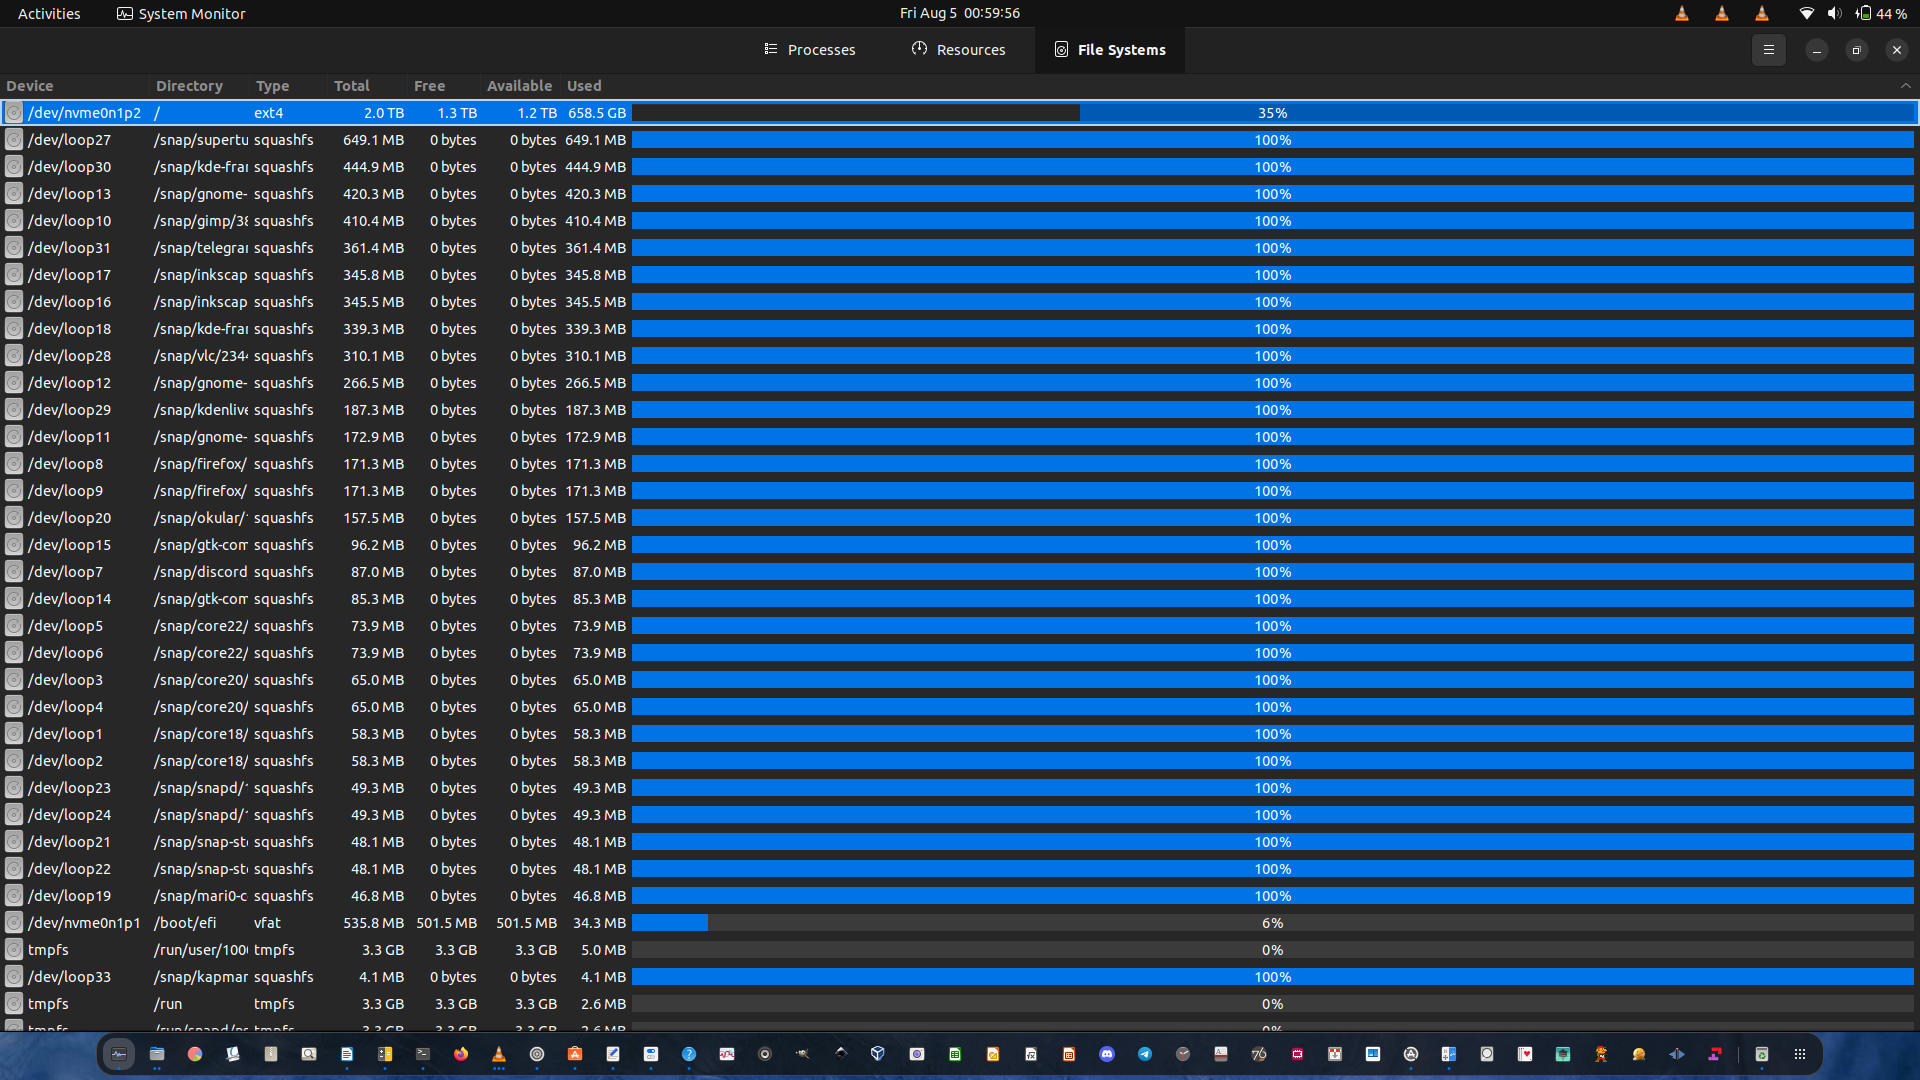 Activities System Monitor Fri Aug 5 00:59:56 44 %
Processes Resources File Systems
Device Directory Type Total Free Available Used
/dev/nvme0n1p2 / ext4 2.0 TB 1.3 TB 1.2 TB 658.5 GB 35%
/dev/loop27 /snap/supertu squashfs 649.1 MB 0 bytes 0 bytes 649.1 MB 100%
/dev/loop30 /snap/kde-fra squashfs 444.9 MB 0 bytes 0 bytes 444.9 MB 100%
/dev/loop13 /snap/gnome- squashfs 420.3 MB 0 bytes 0 bytes 420.3 MB 100%
/dev/loop10 /snap/gimp/38 squashfs 410.4 MB 0 bytes 0 bytes 410.4 MB 100%
/dev/loop31 /snap/telegra squashfs 361.4 MB 0 bytes 0 bytes 361.4 MB 100%
/dev/loop17 /snap/inkscap squashfs 345.8 MB 0 bytes 0 bytes 345.8 MB 100%
/dev/loop16 /snap/inkscap squashfs 345.5 MB 0 bytes 0 bytes 345.5 MB 100%
/dev/loop18 /snap/kde-fra squashfs 339.3 MB 0 bytes 0 bytes 339.3 MB 100%
/dev/loop28 /snap/vlc/234 squashfs 310.1 MB 0 bytes 0 bytes 310.1 MB 100%
/dev/loop12 /snap/gnome- squashfs 266.5 MB 0 bytes 0 bytes 266.5 MB 100%
/dev/loop29 /snap/kdenlive squashfs 187.3 MB 0 bytes 0 bytes 187.3 MB 100%
/dev/loop11 /snap/gnome- squashfs 172.9 MB 0 bytes 0 bytes 172.9 MB 100%
/dev/loop8 /snap/firefox/ squashfs 171.3 MB 0 bytes 0 bytes 171.3 MB 100%
/dev/loop9 /snap/firefox/ squashfs 171.3 MB 0 bytes 0 bytes 171.3 MB 100%
/dev/loop20 /snap/okular/ squashfs 157.5 MB 0 bytes 0 bytes 157.5 MB 100%
/dev/loop15 /snap/gtk-com squashfs 96.2 MB 0 bytes 0 bytes 96.2 MB 100%
/dev/loop7 /snap/discord squashfs 87.0 MB 0 bytes 0 bytes 87.0 MB 100%
/dev/loop14 /snap/gtk-com squashfs 85.3 MB 0 bytes 0 bytes 85.3 MB 100%
/dev/loop5 /snap/core22/ squashfs 73.9 MB 0 bytes 0 bytes 73.9 MB 100%
/dev/loop6 /snap/core22/ squashfs 73.9 MB 0 bytes 0 bytes 73.9 MB 100%
/dev/loop3 /snap/core20/ squashfs 65.0 MB 0 bytes 0 bytes 65.0 MB 100%
/dev/loop4 /snap/core20/ squashfs 65.0 MB 0 bytes 0 bytes 65.0 MB 100%
/dev/loop1 /snap/core18/ squashfs 58.3 MB 0 bytes 0 bytes 58.3 MB 100%
/dev/loop2 /snap/core18/ squashfs 58.3 MB 0 bytes 0 bytes 58.3 MB 100%
/dev/loop23 /snap/snapd/ squashfs 49.3 MB 0 bytes 0 bytes 49.3 MB 100%
/dev/loop24 /snap/snapd/ squashfs 49.3 MB 0 bytes 0 bytes 49.3 MB 100%
/dev/loop21 /snap/snap-sto squashfs 48.1 MB 0 bytes 0 bytes 48.1 MB 100%
/dev/loop22 /snap/snap-sto squashfs 48.1 MB 0 bytes 0 bytes 48.1 MB 100%
/dev/loop19 /snap/mari0-c squashfs 46.8 MB 0 bytes 0 bytes 46.8 MB 100%
/dev/nvme0n1p1 /boot/efi vfat 535.8 MB 501.5 MB 501.5 MB 34.3 MB 6%
tmpfs /run/user/100 tmpfs 3.3 GB 3.3 GB 3.3 GB 5.0 MB 0%
/dev/loop33 /snap/kapman squashfs 4.1 MB 0 bytes 0 bytes 4.1 MB 100%
tmpfs /run tmpfs 3.3 GB 3.3 GB 3.3 GB 2.6 MB 0%
tmpfs /run/snapd/ns tmpfs 3.3 GB 3.3 GB 3.3 GB 2.6 MB 0%